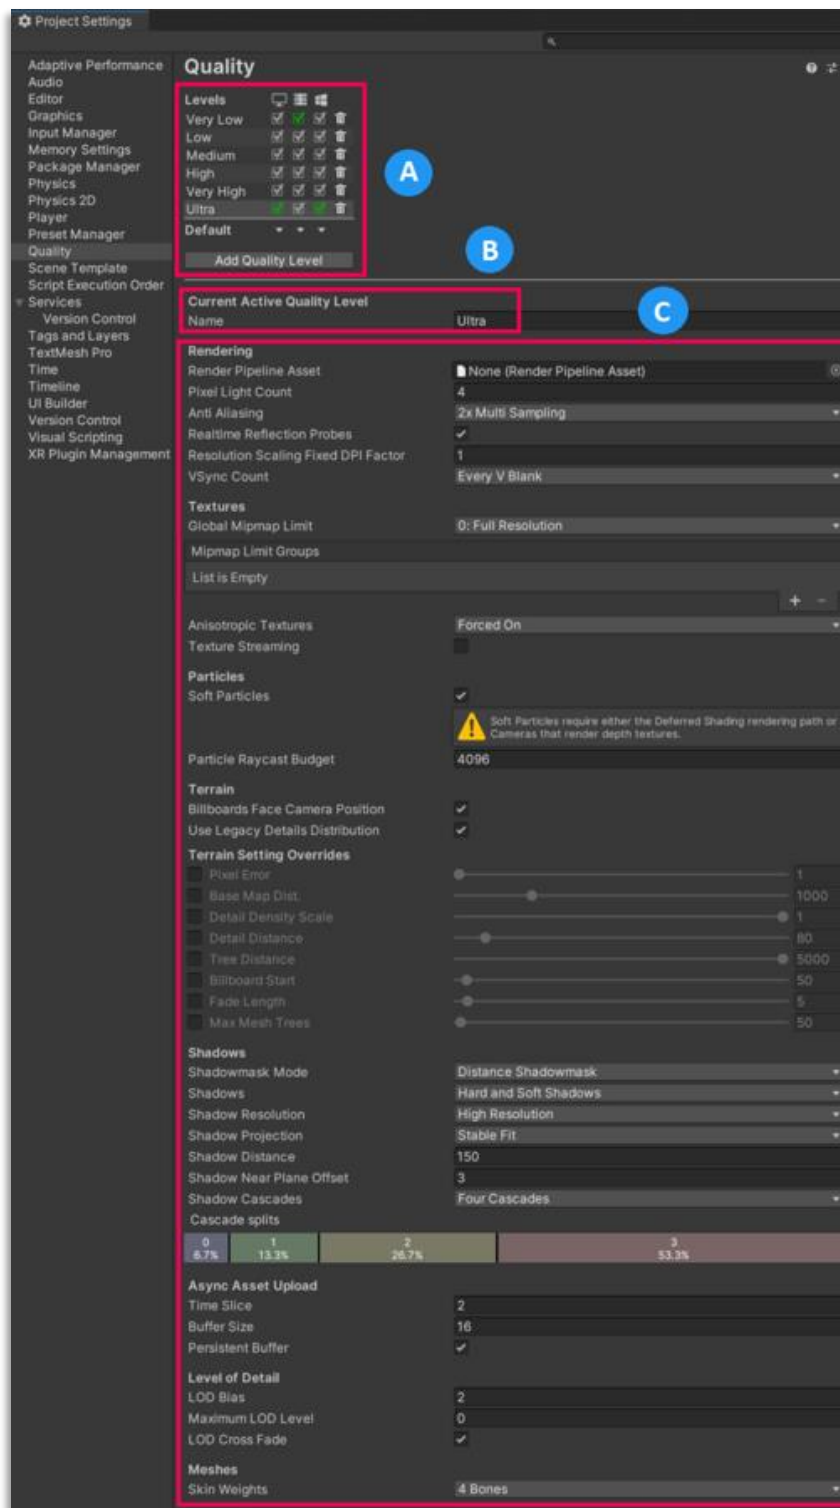 Project Settings
Adaptive Performance
Audio
Editor
Graphics
Input Manager
Memory Settings
Package Manager
Physics
Physics 2D
Player
Preset Manager
Quality
Scene Template
Script Execution Order
Services
Version Control
Tags and Layers
TextMesh Pro
Time
Timeline
UI Builder
Version Control
Visual Scripting
XR Plugin Management
Quality
Levels
Very Low
Low
Medium
High
Very High
Ultra
Default
Add Quality Level
A
B
Current Active Quality Level
Name Ultra
C
Rendering
Render Pipeline Asset None (Render Pipeline Asset)
Pixel Light Count 4
Anti Aliasing 2x Multi Sampling
Realtime Reflection Probes
Resolution Scaling Fixed DPI Factor 1
VSync Count Every V Blank
Textures
Global Mipmap Limit 0: Full Resolution
Mipmap Limit Groups
List is Empty
+ -
Anisotropic Textures Forced On
Texture Streaming
Particles
Soft Particles
Soft Particles require either the Deferred Shading rendering path or
Cameras that render depth textures.
Particle Raycast Budget 4096
Terrain
Billboards Face Camera Position
Use Legacy Details Distribution
Terrain Setting Overrides
Pixel Error 1
Base Map Dist. 1000
Detail Density Scale 1
Detail Distance 80
Tree Distance 5000
Billboard Start 50
Fade Length 5
Max Mesh Trees 50
Shadows
Shadowmask Mode Distance Shadowmask
Shadows Hard and Soft Shadows
Shadow Resolution High Resolution
Shadow Projection Stable Fit
Shadow Distance 150
Shadow Near Plane Offset 3
Shadow Cascades Four Cascades
Cascade splits
0 1 2 3
6.7% 13.3% 26.7% 53.3%
Async Asset Upload
Time Slice 2
Buffer Size 16
Persistent Buffer
Level of Detail
LOD Bias 2
Maximum LOD Level 0
LOD Cross Fade
Meshes
Skin Weights 4 Bones